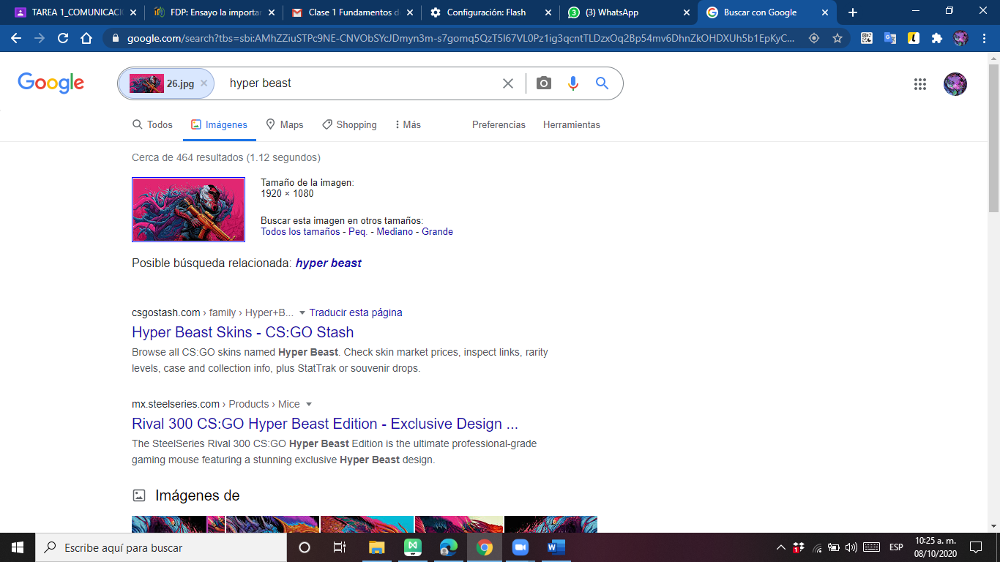 TAREA 1_COMUNICACI
FDP: Ensayo la importan
Clase 1 Fundamentos d
Configuración: Flash
(3) WhatsApp
Buscar con Google
google.com/search?tbs=sbi:AMhZZiuSTPc9NE-CNVObSYcJDmyn3m-s7gomq5QzT5I67VL0Pz1ig3qcntTLDzxOq2Bp54mv6DhnZkOHDXUh5b1EpKyC...
Google
26.jpg
hyper beast
Todos
Imágenes
Maps
Shopping
Más
Preferencias
Herramientas
Cerca de 464 resultados (1.12 segundos)
Tamaño de la imagen:
1920 × 1080
Buscar esta imagen en otros tamaños:
Todos los tamaños - Peq. - Mediano - Grande
Posible búsqueda relacionada: hyper beast
csgostash.com › family › Hyper+B... Traducir esta página
Hyper Beast Skins - CS:GO Stash
Browse all CS:GO skins named Hyper Beast. Check skin market prices, inspect links, rarity
levels, case and collection info, plus StatTrak or souvenir drops.
mx.steelseries.com › Products › Mice
Rival 300 CS:GO Hyper Beast Edition - Exclusive Design ...
The SteelSeries Rival 300 CS:GO Hyper Beast Edition is the ultimate professional-grade
gaming mouse featuring a stunning exclusive Hyper Beast design.
Imágenes de
Escribe aquí para buscar
ESP
10:25 a. m.
08/10/2020